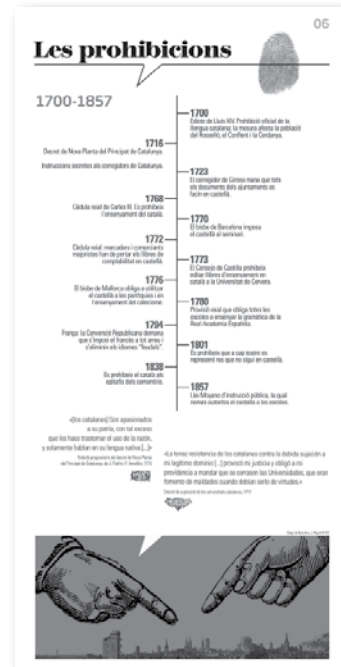 06
Les prohibicions
1700-1857
1700
Edicte de Lluís XIV. Prohibició oficial de la
llengua catalana; la mesura afecta la població
del Rosselló, el Conflent i la Cerdanya.
1716
Decret de Nova Planta del Principat de Catalunya.
Instruccions secretes als corregidors de Catalunya.
1723
El corregidor de Girona mana que tots
els documents dels ajuntaments es
facin en castellà.
1768
Cèdula reial de Carles III. Es prohibeix
l'ensenyament del català.
1770
El bisbe de Barcelona imposa
el castellà al seminari.
1772
Cèdula reial: mercaders i comerciants
majoristes han de portar els llibres de
comptabilitat en castellà.
1773
El Consejo de Castilla prohibeix
editar llibres d'ensenyament en
català a la Universitat de Cervera.
1776
El bisbe de Mallorca obliga a utilitzar
el castellà a les parròquies i en
l'ensenyament del catecisme.
1780
Provisió reial que obliga totes les
escoles a ensenyar la gramàtica de la
Real Academia Española.
1794
França: la Convenció Republicana demana
que s'imposi el francès a tot arreu i
s'eliminin els idiomes "feudals".
1801
Es prohibeix que a cap teatre es
representi res que no sigui en castellà.
1838
Es prohibeix el català als
epitafis dels cementiris.
1857
Llei Moyano d'instrucció pública, la qual
només autoritza el castellà a les escoles.
«[los catalanes] Son apasionados
a su patria, con tal exceso
que les hace trastornar el uso de la razón,
y solamente hablan en su lengua nativa [...]»
«La tenaz resistencia de los catalanes contra la debida sujeción a
mi legítimo dominio [...] provocó mi justicia y obligó a mi
providencia a mandar que se cerrasen las Universidades, que eran
fomento de maldades cuando debían serlo de virtudes.»